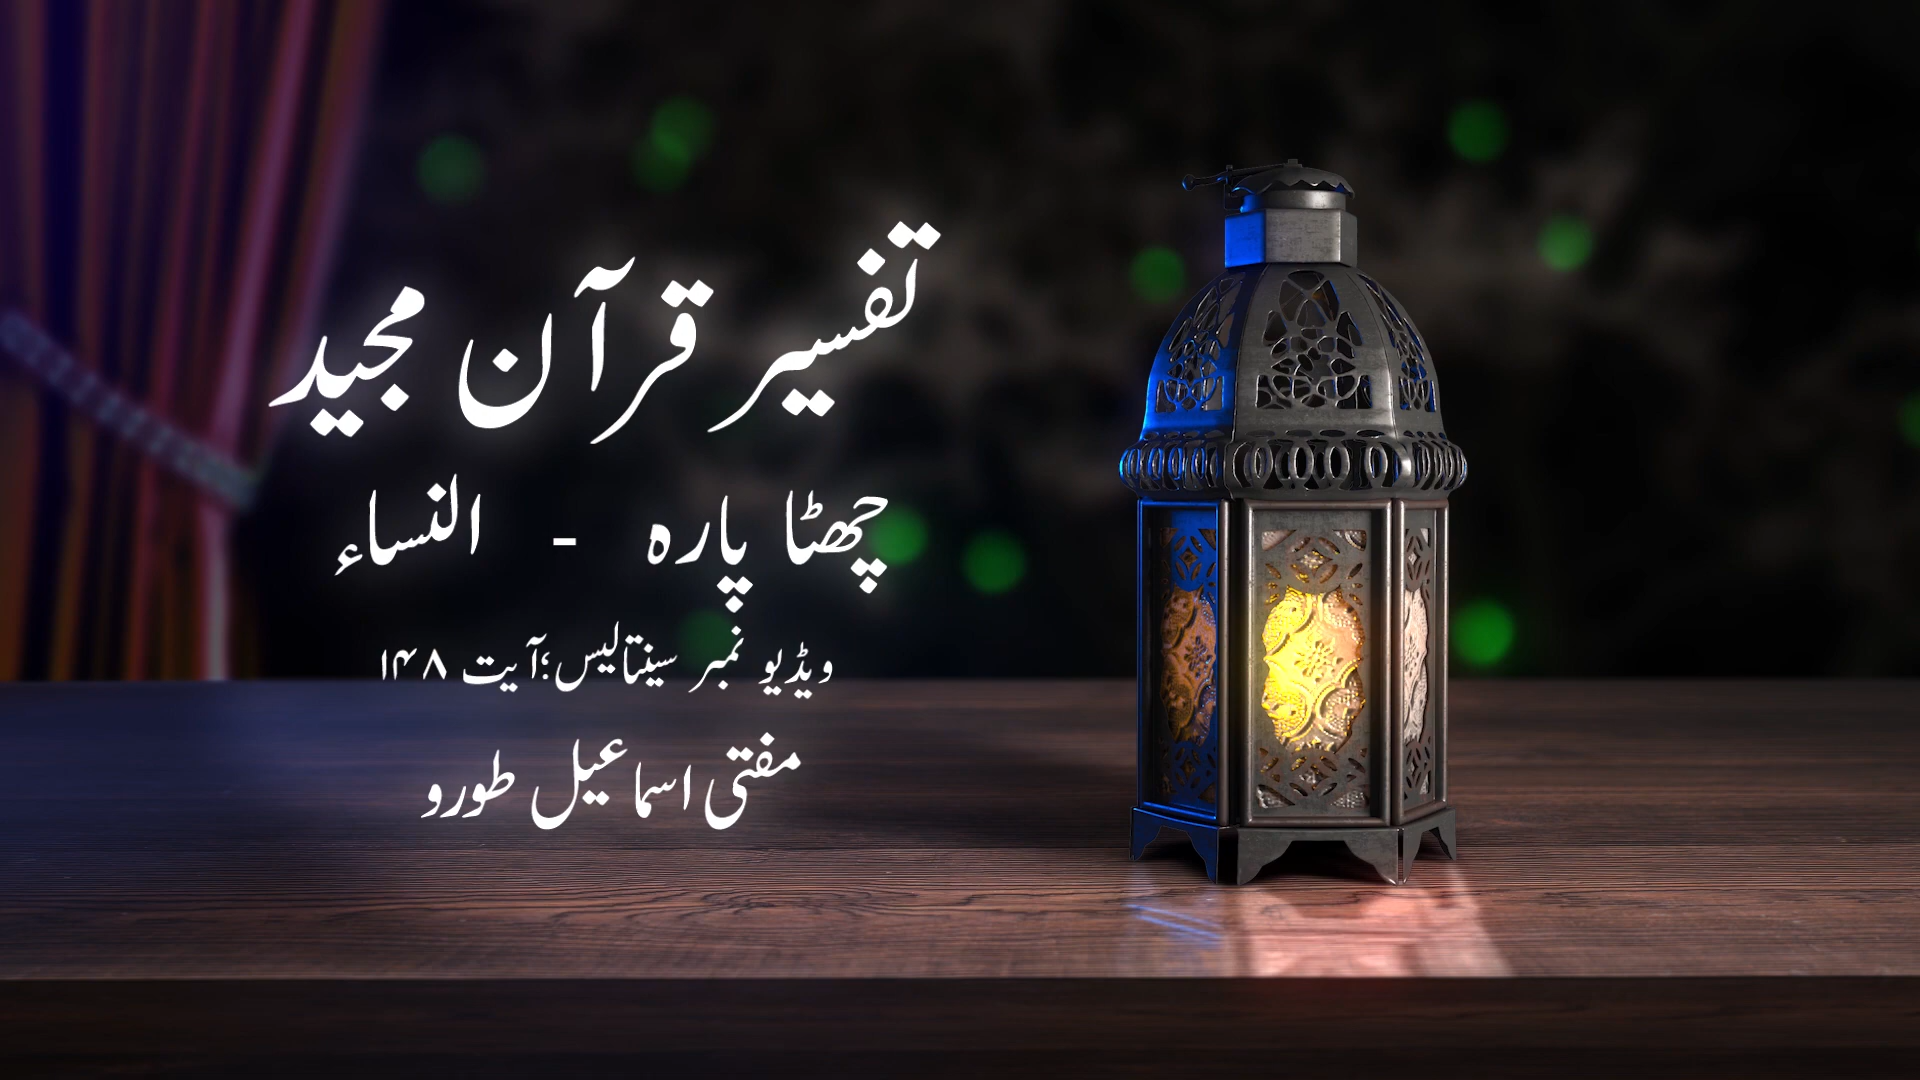 تفسیر قرآن مجید
چھٹا پارہ - النساء
ویڈیو نمبر سینتالیس؛آیت ۱۴۸
مفتی اسماعیل طورو